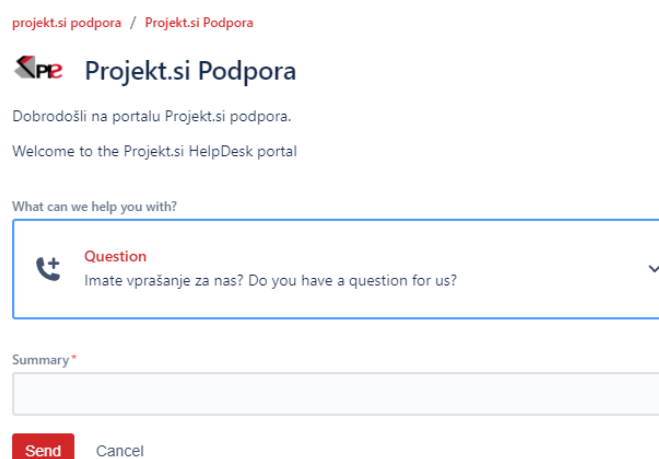 projekt.si podpora / Projekt.si Podpora
Projekt.si Podpora
Dobrodošli na portalu Projekt.si podpora.
Welcome to the Projekt.si HelpDesk portal
What can we help you with?
Question
Imate vprašanje za nas? Do you have a question for us?
Summary *
Send Cancel